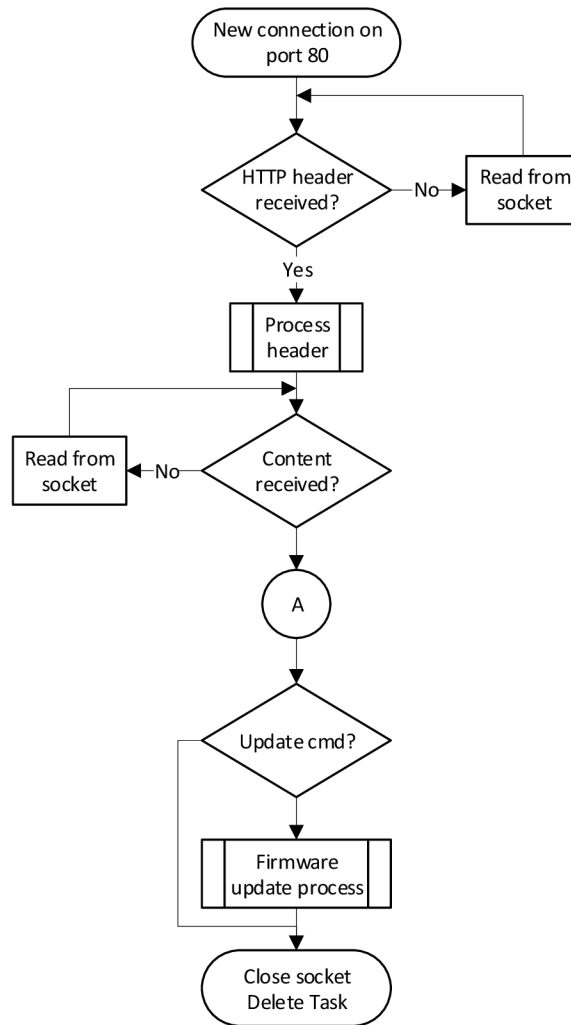 New connection on
port 80
HTTP header
received?
No
Read from
socket
Yes
Process
header
Read from
socket
No
Content
received?
A
Update cmd?
Firmware
update process
Close socket
Delete Task